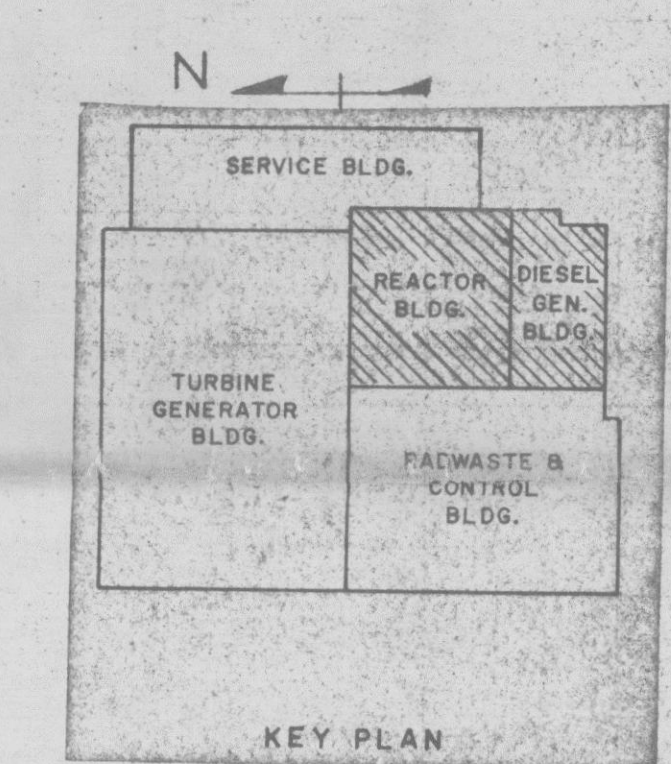 N
SERVICE BLDG.
REACTOR
BLDG.
DIESEL
GEN.
BLDG.
TURBINE
GENERATOR
BLDG.
RADWASTE &
CONTROL
BLDG.
KEY PLAN